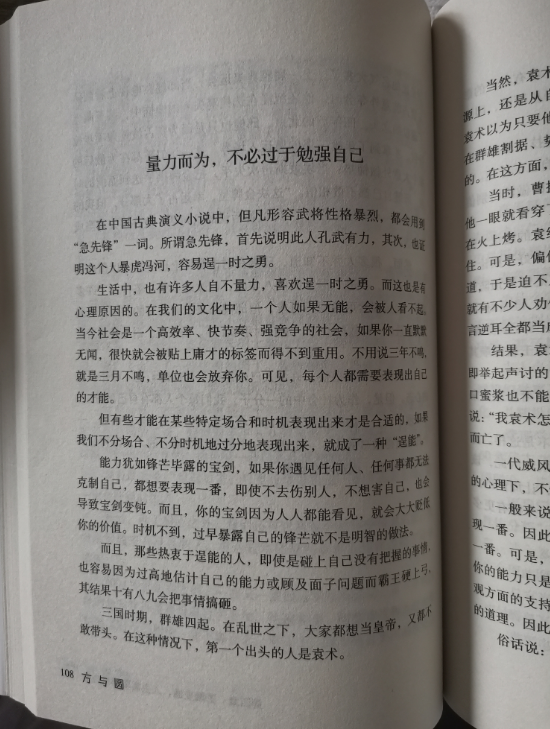 量力而为，不必过于勉强自己
在中国古典演义小说中，但凡形容武将性格暴烈，都会用到
“急先锋”一词。所谓急先锋，首先说明此人孔武有力，其次，也证
明这个人暴虎冯河，容易逞一时之勇。
生活中，也有许多人自不量力，喜欢逞一时之勇。而这也是有
心理原因的。在我们的文化中，一个人如果无能，会被人看不起。
当今社会是一个高效率、快节奏、强竞争的社会，如果你一直默默
无闻，很快就会被贴上庸才的标签而得不到重用。不用说三年不鸣，
就是三月不鸣，单位也会放弃你。可见，每个人都需要表现出自己
的才能。
但有些才能在某些特定场合和时机表现出来才是合适的，如果
我们不分场合、不分时机地过分地表现出来，就成了一种“逞能”。
能力犹如锋芒毕露的宝剑，如果你遇见任何人、任何事都无法
克制自己，都想要表现一番，即使不去伤别人，不想害自己，也会
导致宝剑变钝。而且，你的宝剑因为人人都能看见，就会大大贬低
你的价值。时机不到，过早暴露自己的锋芒就不是明智的做法。
而且，那些热衷于逞能的人，即使是碰上自己没有把握的事情，
也容易因为过高地估计自己的能力或顾及面子问题而霸王硬上弓，
其结果十有八九会把事情搞砸。
三国时期，群雄四起。在乱世之下，大家都想当皇帝，又都不
敢带头。在这种情况下，第一个出头的人是袁术。
108 方与圆
当然，袁术
源上，还是从自
袁术以为只要他
在群雄割据、势
的。在这方面，
当时，曹操
他一眼就看穿了
在火上烤。袁绍
住。可是，偏偏
道，于是迫不
就有不少人劝
言逆耳全都当
结果，袁术
即举起声讨的
口蜜浆也不能
说：“我袁术怎
而亡了。
一代威风
的心理下，不
一般来说
现一番。因此
一番。可是，
你的能力只是
观方面的支持
的道理。因此
俗话说：